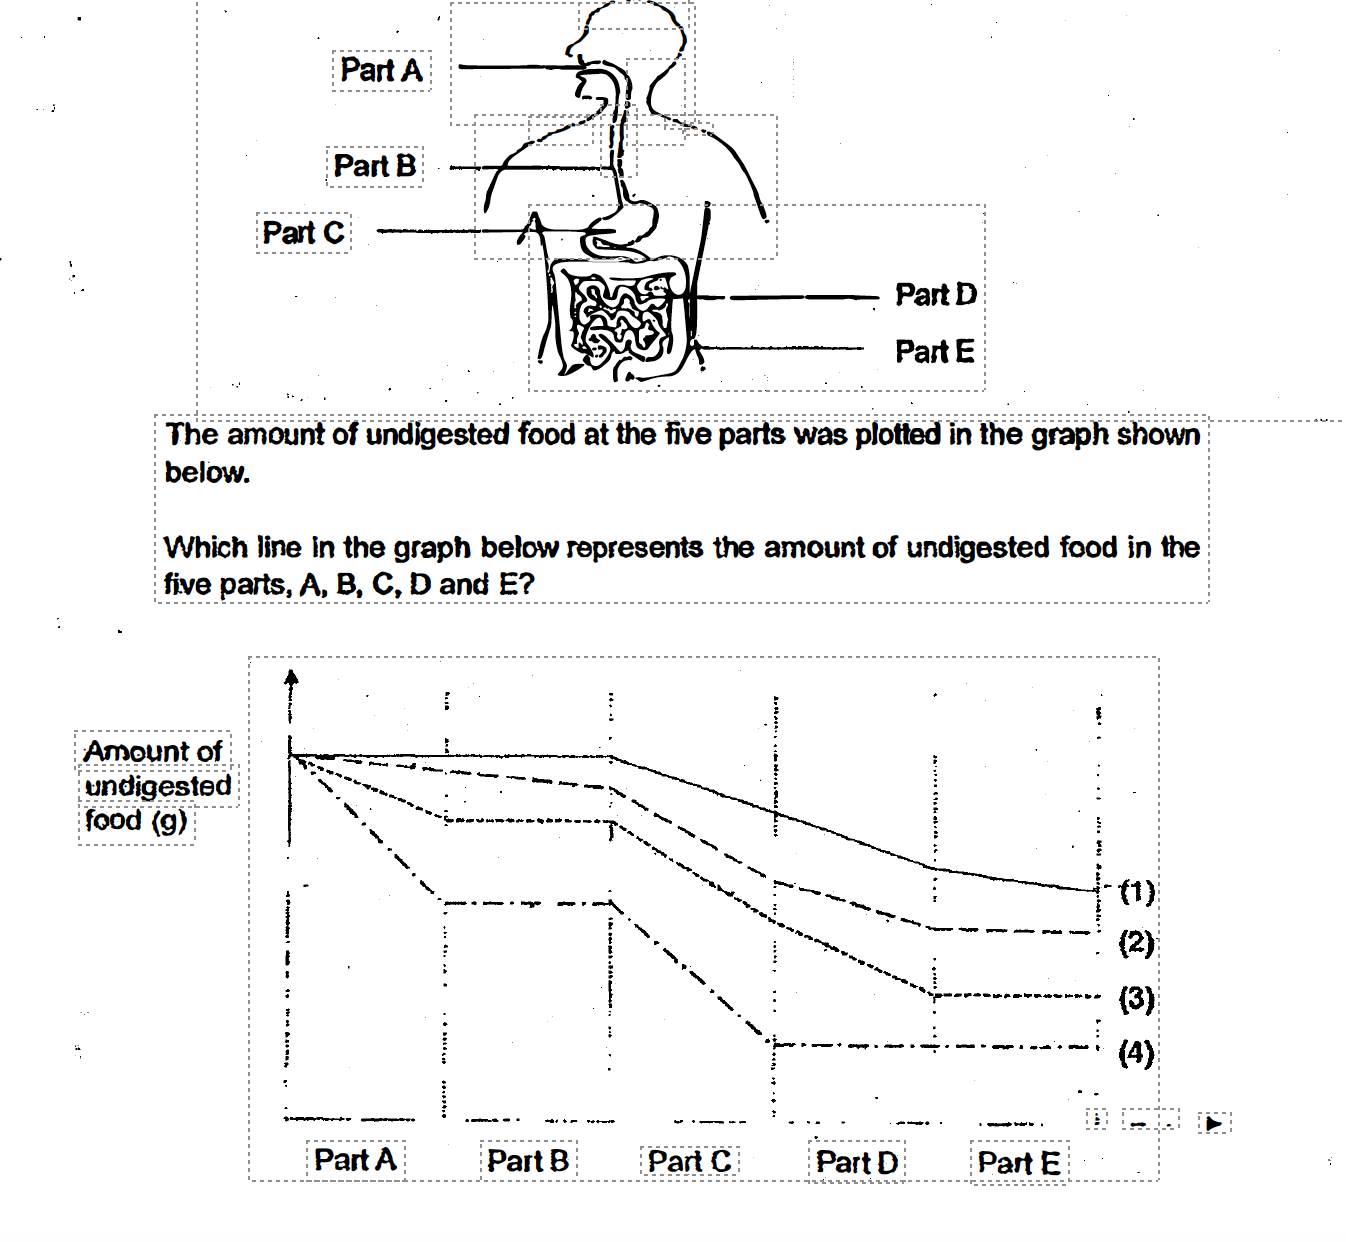 Part A
Part B
Part C
Part D
Part E
The amount of undigested food at the five parts was plotted in the graph shown
below.
Which line in the graph below represents the amount of undigested food in the
five parts, A, B, C, D and E?
Amount of
undigested
food (g)
(1)
(2)
(3)
(4)
Part A
Part B
Part C
Part D
Part E